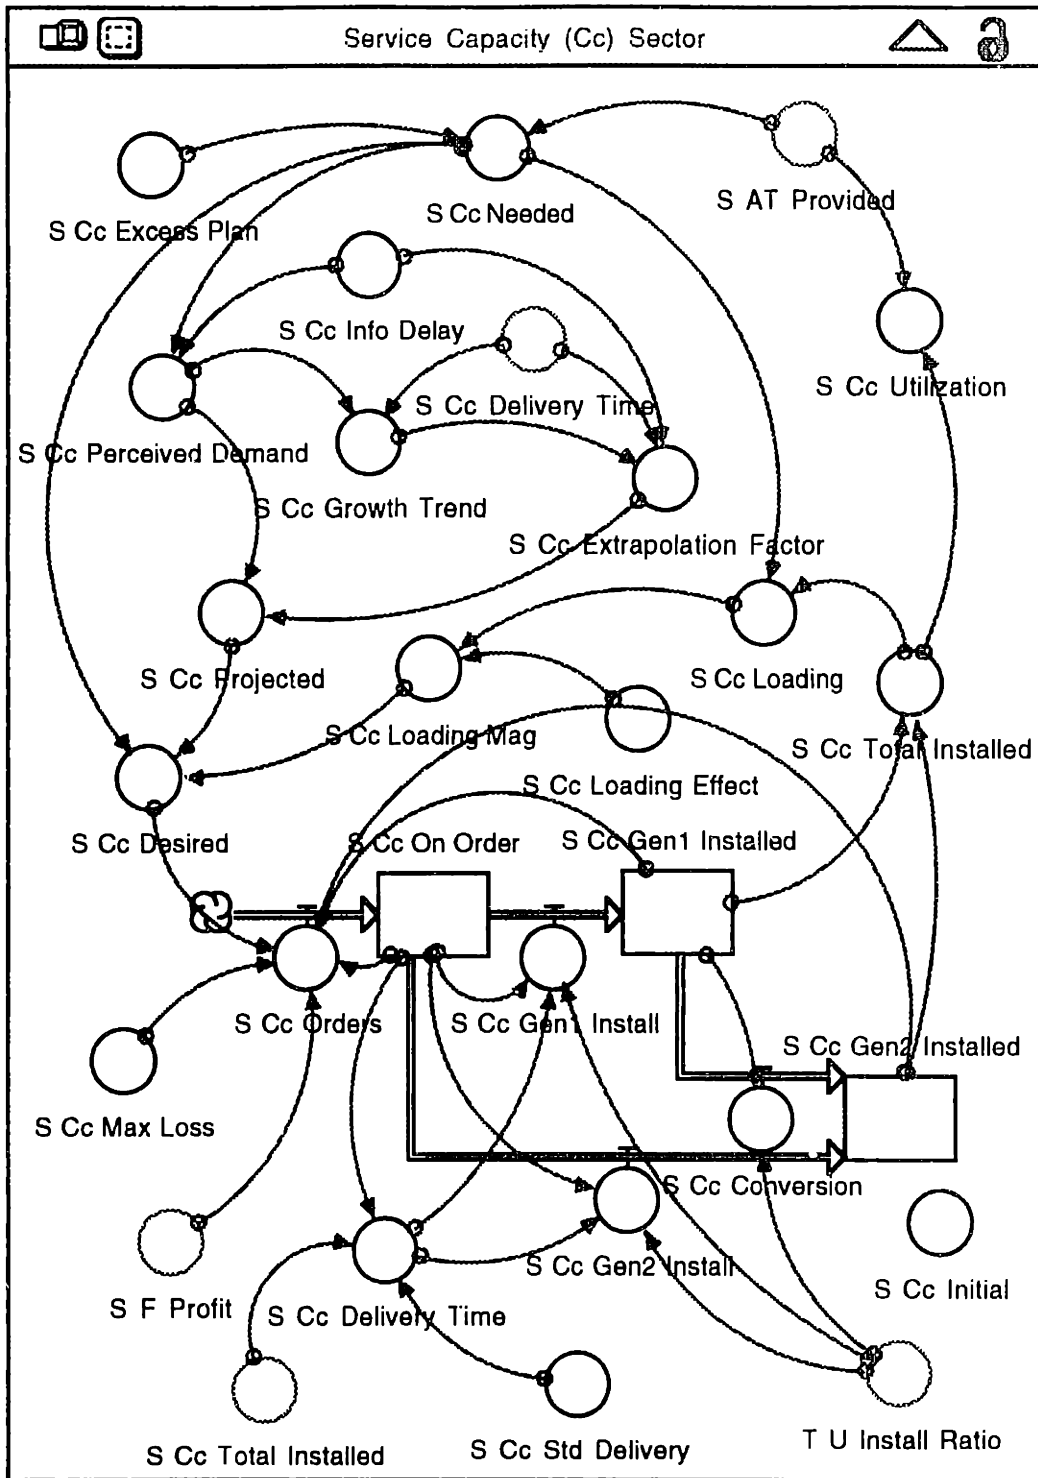 Service Capacity (Cc) Sector
S Cc Excess Plan
S Cc Needed
S AT Provided
S Cc Info Delay
S Cc Utilization
S Cc Delivery Time
S Cc Perceived Demand
S Cc Growth Trend
S Cc Extrapolation Factor
S Cc Projected
S Cc Loading
S Cc Loading Mag
S Cc Total Installed
S Cc Loading Effect
S Cc Desired
S Cc On Order
S Cc Gen1 Installed
S Cc Orders
S Cc Gen1 Install
S Cc Gen2 Installed
S Cc Max Loss
S Cc Conversion
S Cc Gen2 Install
S Cc Initial
S F Profit
S Cc Delivery Time
S Cc Total Installed
S Cc Std Delivery
T U Install Ratio